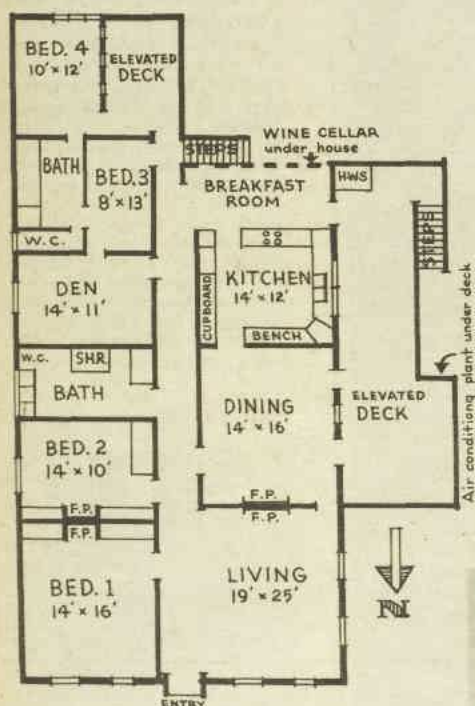 BED. 4
10' × 12'
ELEVATED
DECK
STEPS
WINE CELLAR
under house
BATH
BED. 3
8' × 13'
BREAKFAST
ROOM
HWS
W.C.
STEPS
DEN
14' × 11'
CUPBOARD
KITCHEN
14' × 12'
BENCH
Air conditiong plant under deck
W.C.
SHR.
BATH
DINING
14' × 16'
ELEVATED
DECK
BED. 2
14' × 10'
F.P.
F.P.
F.P.
F.P.
BED. 1
14' × 16'
LIVING
19' × 25'
N
ENTRY